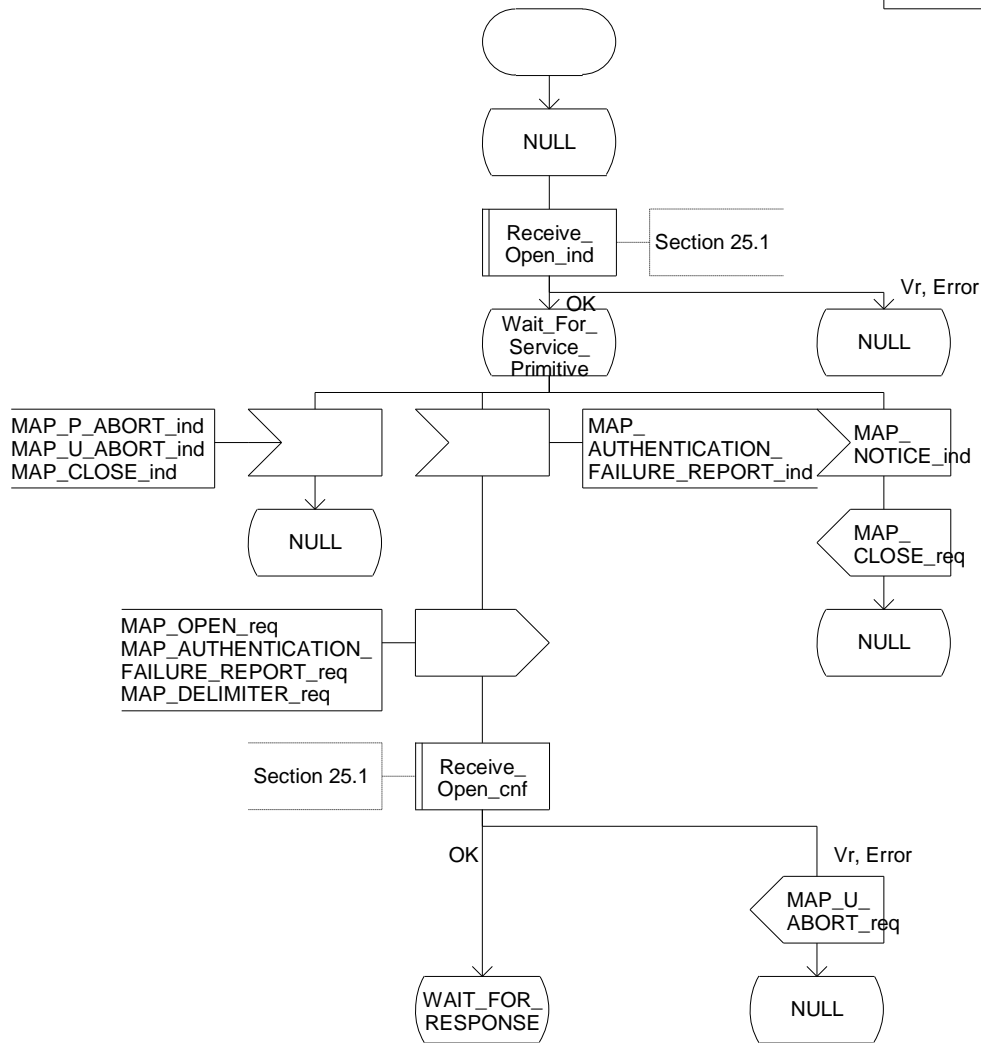 NULL
Receive_
Open_ind
Section 25.1
Vr, Error
OK
Wait_For_
Service_
Primitive
NULL
MAP_P_ABORT_ind
MAP_U_ABORT_ind
MAP_CLOSE_ind
MAP_
AUTHENTICATION_
FAILURE_REPORT_ind
MAP_
NOTICE_ind
NULL
MAP_
CLOSE_req
NULL
MAP_OPEN_req
MAP_AUTHENTICATION_
FAILURE_REPORT_req
MAP_DELIMITER_req
Section 25.1
Receive_
Open_cnf
OK
Vr, Error
MAP_U_
ABORT_req
WAIT_FOR_
RESPONSE
NULL